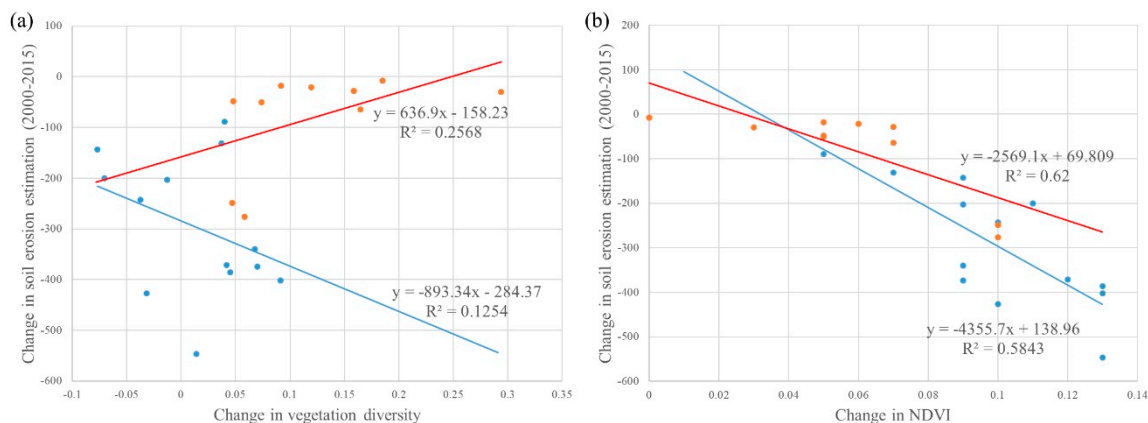 (a)
Change in soil erosion estimation (2000-2015)
100
0
-100
-200
-300
-400
-500
-600
y = 636.9x - 158.23
R² = 0.2568
y = -893.34x - 284.37
R² = 0.1254
-0.1 -0.05 0 0.05 0.1 0.15 0.2 0.25 0.3 0.35
Change in vegetation diversity
(b)
Change in soil erosion estimation (2000-2015)
200
100
0
-100
-200
-300
-400
-500
-600
y = -2569.1x + 69.809
R² = 0.62
y = -4355.7x + 138.96
R² = 0.5843
0 0.02 0.04 0.06 0.08 0.1 0.12 0.14
Change in NDVI